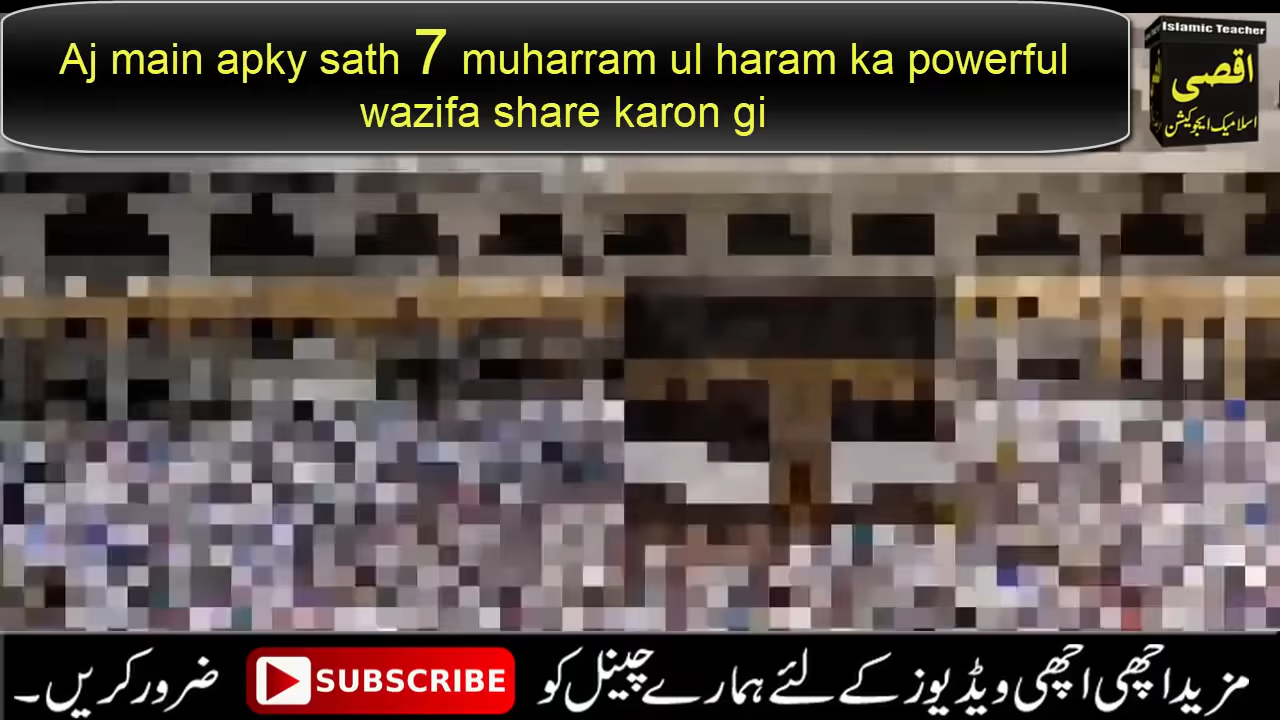 Aj main apky sath 7 muharram ul haram ka powerful
wazifa share karon gi
Islamic Teacher
اقصی
اسلامیک ایجوکیشن
مزید اچھی اچھی ویڈیوز کے لئے ہمارے چینل کو SUBSCRIBE ضرور کریں۔